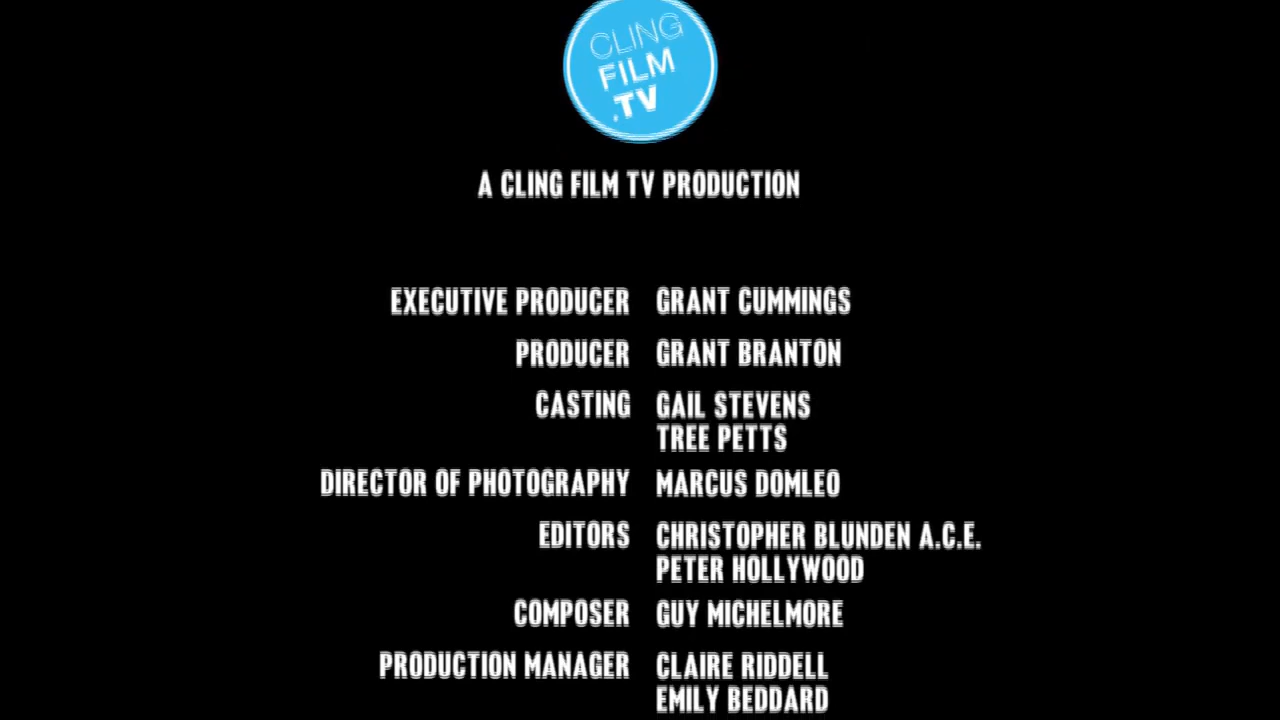 CLING
FILM
.TV
A CLING FILM TV PRODUCTION
EXECUTIVE PRODUCER GRANT CUMMINGS
PRODUCER GRANT BRANTON
CASTING GAIL STEVENS
TREE PETTS
DIRECTOR OF PHOTOGRAPHY MARCUS DOMLEO
EDITORS CHRISTOPHER BLUNDEN A.C.E.
PETER HOLLYWOOD
COMPOSER GUY MICHELMORE
PRODUCTION MANAGER CLAIRE RIDDELL
EMILY BEDDARD